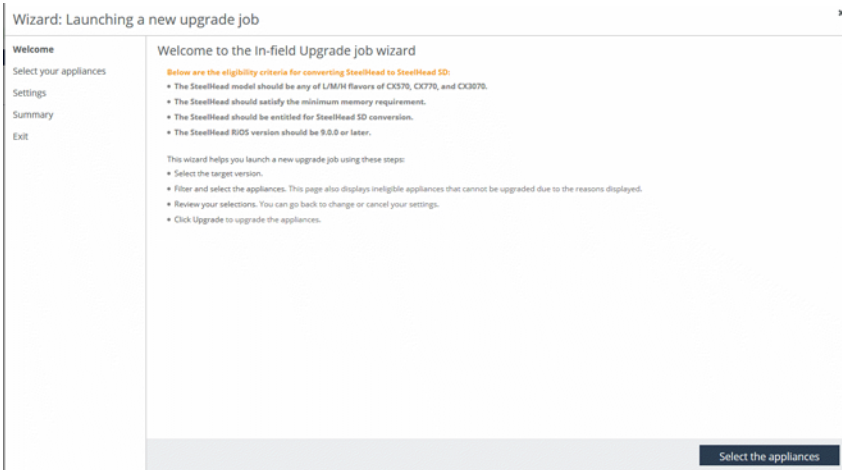 Wizard: Launching a new upgrade job
Welcome
Select your appliances
Settings
Summary
Exit
Welcome to the In-field Upgrade job wizard
Below are the eligibility criteria for converting SteelHead to SteelHead SD:
• The SteelHead model should be any of L/M/H flavors of CX570, CX770, and CX3070.
• The SteelHead should satisfy the minimum memory requirement.
• The SteelHead should be entitled for SteelHead SD conversion.
• The SteelHead RiOS version should be 9.0.0 or later.
This wizard helps you launch a new upgrade job using these steps:
• Select the target version.
• Filter and select the appliances. This page also displays ineligible appliances that cannot be upgraded due to the reasons displayed.
• Review your selections. You can go back to change or cancel your settings.
• Click Upgrade to upgrade the appliances.
Select the appliances